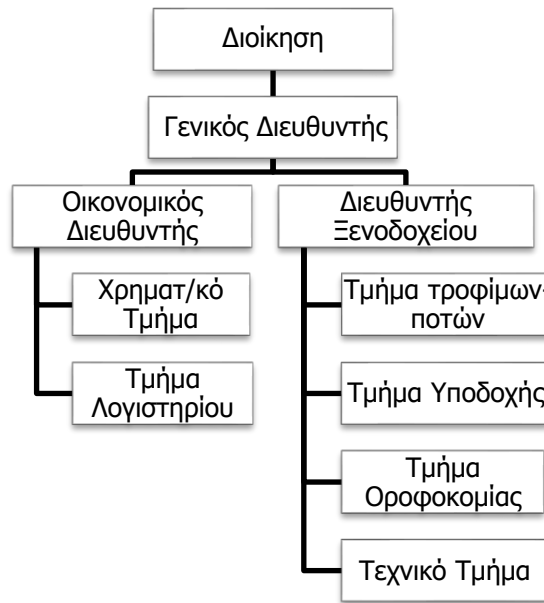 Διοίκηση
Γενικός Διευθυντής
Οικονομικός
Διευθυντής
Χρηματ/κό
Τμήμα
Τμήμα
Λογιστηρίου
Διευθυντής
Ξενοδοχείου
Τμήμα τροφίμων-
ποτών
Τμήμα Υποδοχής
Τμήμα
Οροφοκομίας
Τεχνικό Τμήμα